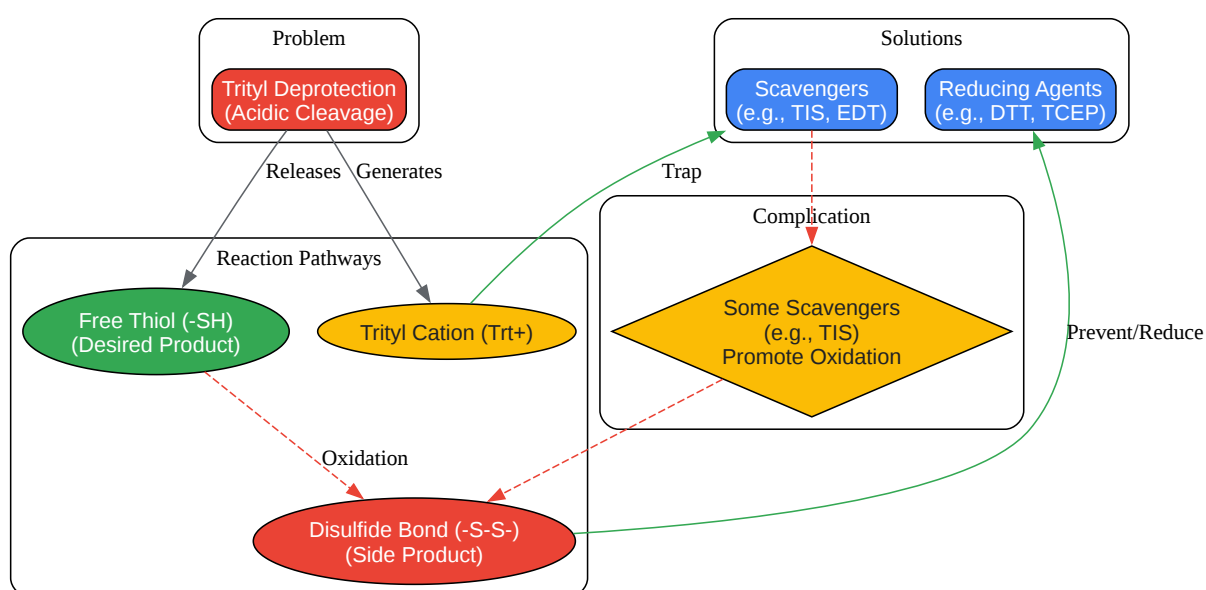 Problem
Trityl Deprotection
(Acidic Cleavage)
Solutions
Scavengers
(e.g., TIS, EDT)
Reducing Agents
(e.g., DTT, TCEP)
Releases
Generates
Trap
Complication
Reaction Pathways
Free Thiol (-SH)
(Desired Product)
Trityl Cation (Trt+)
Some Scavengers
(e.g., TIS)
Promote Oxidation
Prevent/Reduce
Oxidation
Disulfide Bond (-S-S-)
(Side Product)